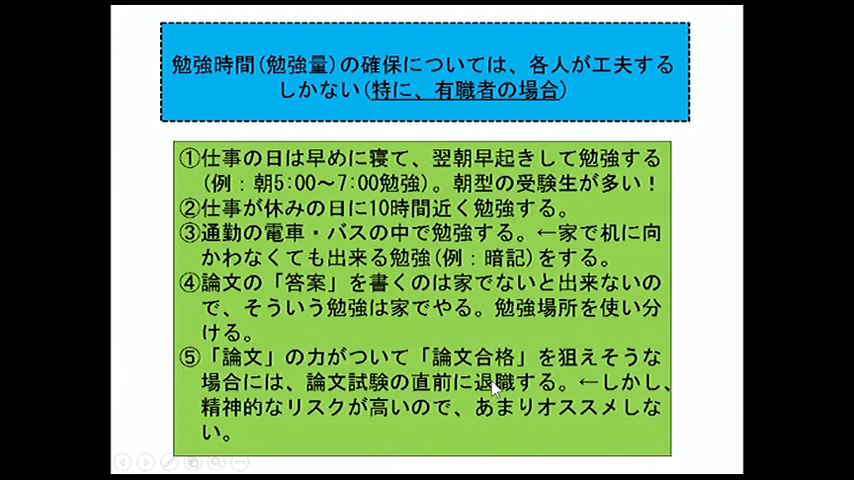 勉強時間(勉強量)の確保については、各人が工夫する
しかない(特に、有職者の場合)
①仕事の日は早めに寝て、翌朝早起きして勉強する
(例：朝5:00～7:00勉強)。朝型の受験生が多い！
②仕事が休みの日に10時間近く勉強する。
③通勤の電車・バスの中で勉強する。←家で机に向
かわなくても出来る勉強(例：暗記)をする。
④論文の「答案」を書くのは家でないと出来ないの
で、そういう勉強は家でやる。勉強場所を使い分
ける。
⑤「論文」の力がついて「論文合格」を狙えそうな
場合には、論文試験の直前に退職する。←しかし、
精神的なリスクが高いので、あまりオススメしな
い。